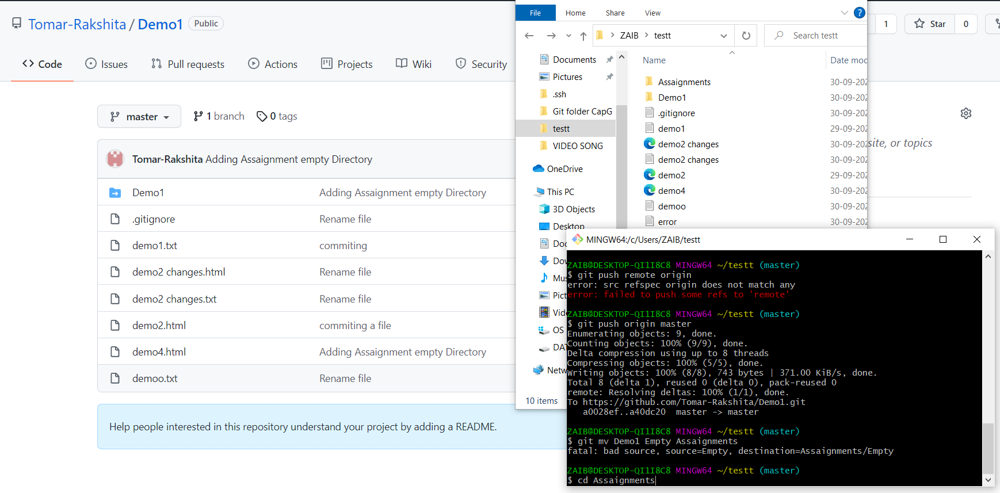 Tomar-Rakshita / Demo1 Public
1
Star 0
Code Issues Pull requests Actions Projects Wiki Security
master 1 branch 0 tags
Tomar-Rakshita Adding Assaignment empty Directory
Demo1 Adding Assaignment empty Directory
.gitignore Rename file
demo1.txt commiting
demo2 changes.html Rename file
demo2 changes.txt Rename file
demo2.html commiting a file
demo4.html Adding Assaignment empty Directory
demoo.txt Rename file
Help people interested in this repository understand your project by adding a README.
site, or topics
File Home Share View ?
ZAIB > testt
Search testt
Documents
Pictures
.ssh
Git folder CapG
testt
VIDEO SONG
OneDrive
This PC
3D Objects
Desktop
Doc
Dov
Mus
Pict
Vid
OS
DAT
Netw
10 items
Name Date mod
Assaignments 30-09-202
Demo1 30-09-202
.gitignore 30-09-202
demo1 29-09-202
demo2 changes 30-09-202
demo2 changes 30-09-202
demo2 29-09-202
demo4 30-09-202
demoo 30-09-202
error 30-09-202
MINGW64:/c/Users/ZAIB/testt
ZAIB@DESKTOP-QI1I8C8 MINGW64 ~/testt (master)
$ git push remote origin
error: src refspec origin does not match any
error: failed to push some refs to 'remote'
ZAIB@DESKTOP-QI1I8C8 MINGW64 ~/testt (master)
$ git push origin master
Enumerating objects: 9, done.
Counting objects: 100% (9/9), done.
Delta compression using up to 8 threads
Compressing objects: 100% (5/5), done.
Writing objects: 100% (8/8), 743 bytes | 371.00 KiB/s, done.
Total 8 (delta 1), reused 0 (delta 0), pack-reused 0
remote: Resolving deltas: 100% (1/1), done.
To https://github.com/Tomar-Rakshita/Demo1.git
a0028ef..a40dc20 master -> master
ZAIB@DESKTOP-QI1I8C8 MINGW64 ~/testt (master)
$ git mv Demo1 Empty Assaignments
fatal: bad source, source=Empty, destination=Assaignments/Empty
ZAIB@DESKTOP-QI1I8C8 MINGW64 ~/testt (master)
$ cd Assaignments